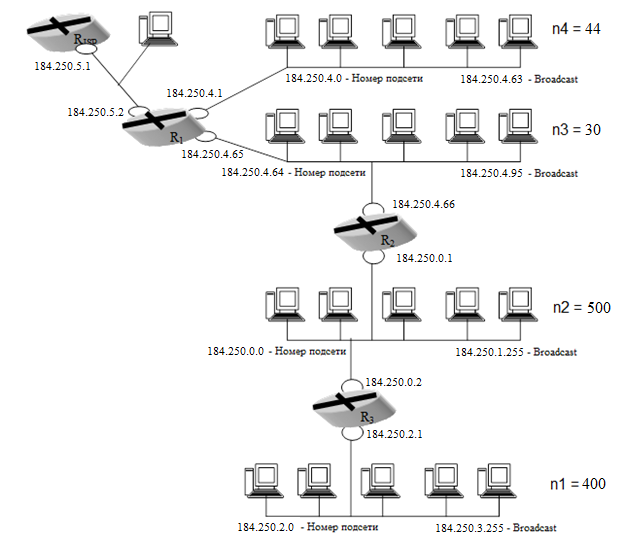 RISP
n4 = 44
184.250.5.1
184.250.4.0 - Номер подсети
184.250.4.63 - Broadcast
184.250.4.1
184.250.5.2
n3 = 30
R1
184.250.4.65
184.250.4.64 - Номер подсети
184.250.4.95 - Broadcast
184.250.4.66
R2
184.250.0.1
n2 = 500
184.250.0.0 - Номер подсети
184.250.1.255 - Broadcast
184.250.0.2
R3
184.250.2.1
n1 = 400
184.250.2.0 - Номер подсети
184.250.3.255 - Broadcast